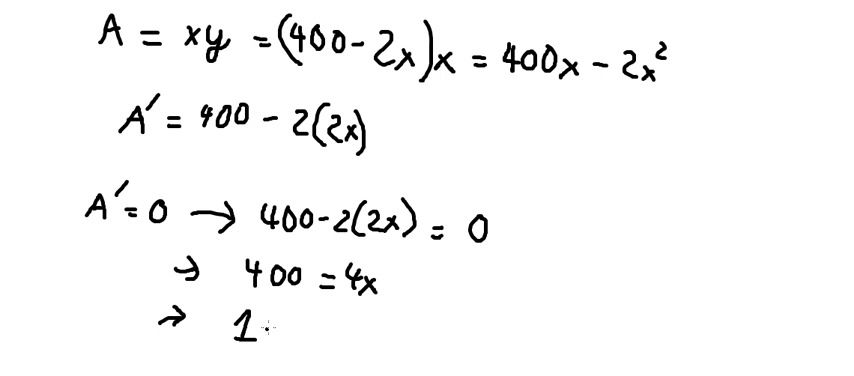 A = xy = (400-2x)x = 400x - 2x²
A' = 400 - 2(2x)
A' = 0 → 400-2(2x) = 0
→ 400 = 4x
→ 1